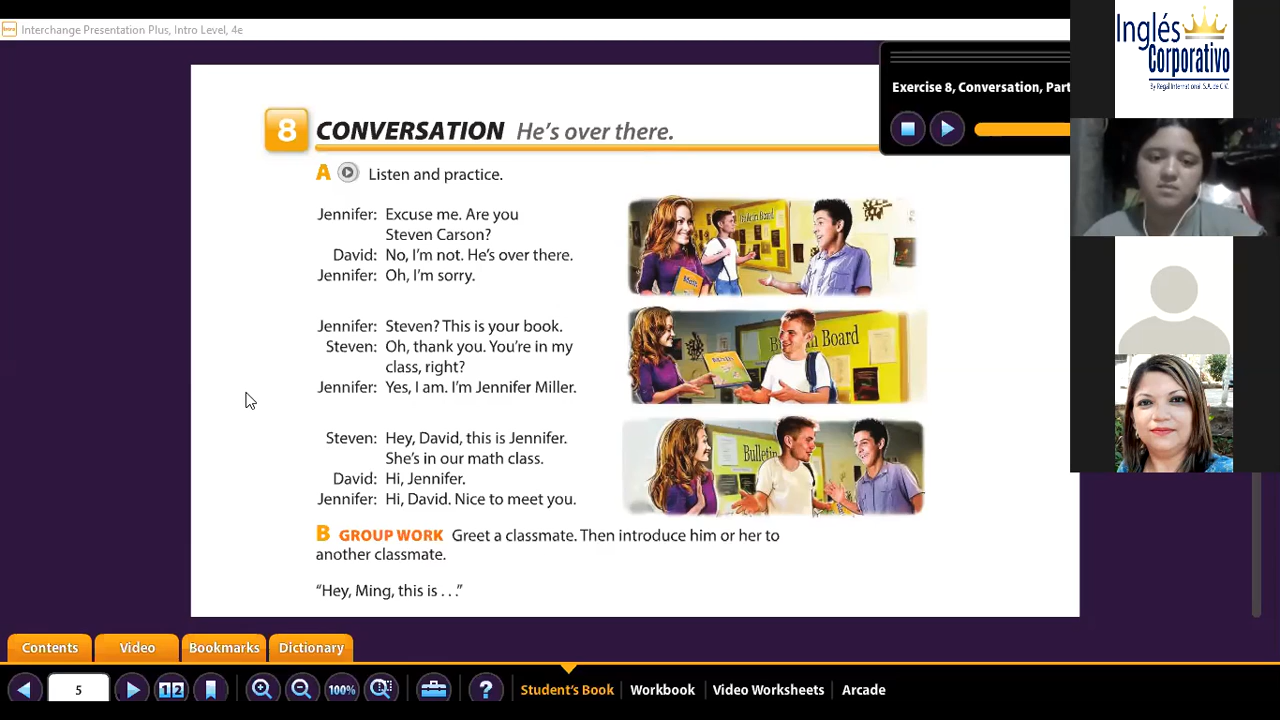 Interchange Presentation Plus, Intro Level, 4e
Inglés
Corporativo
Exercise 8, Conversation, Part
8 CONVERSATION He's over there.
A Listen and practice.
Jennifer: Excuse me. Are you
Steven Carson?
David: No, I'm not. He's over there.
Jennifer: Oh, I'm sorry.
Jennifer: Steven? This is your book.
Steven: Oh, thank you. You're in my
class, right?
Jennifer: Yes, I am. I'm Jennifer Miller.
Steven: Hey, David, this is Jennifer.
She's in our math class.
David: Hi, Jennifer.
Jennifer: Hi, David. Nice to meet you.
B GROUP WORK Greet a classmate. Then introduce him or her to
another classmate.
"Hey, Ming, this is . . ."
Contents Video Bookmarks Dictionary
5 12 100% ? Student's Book Workbook Video Worksheets Arcade